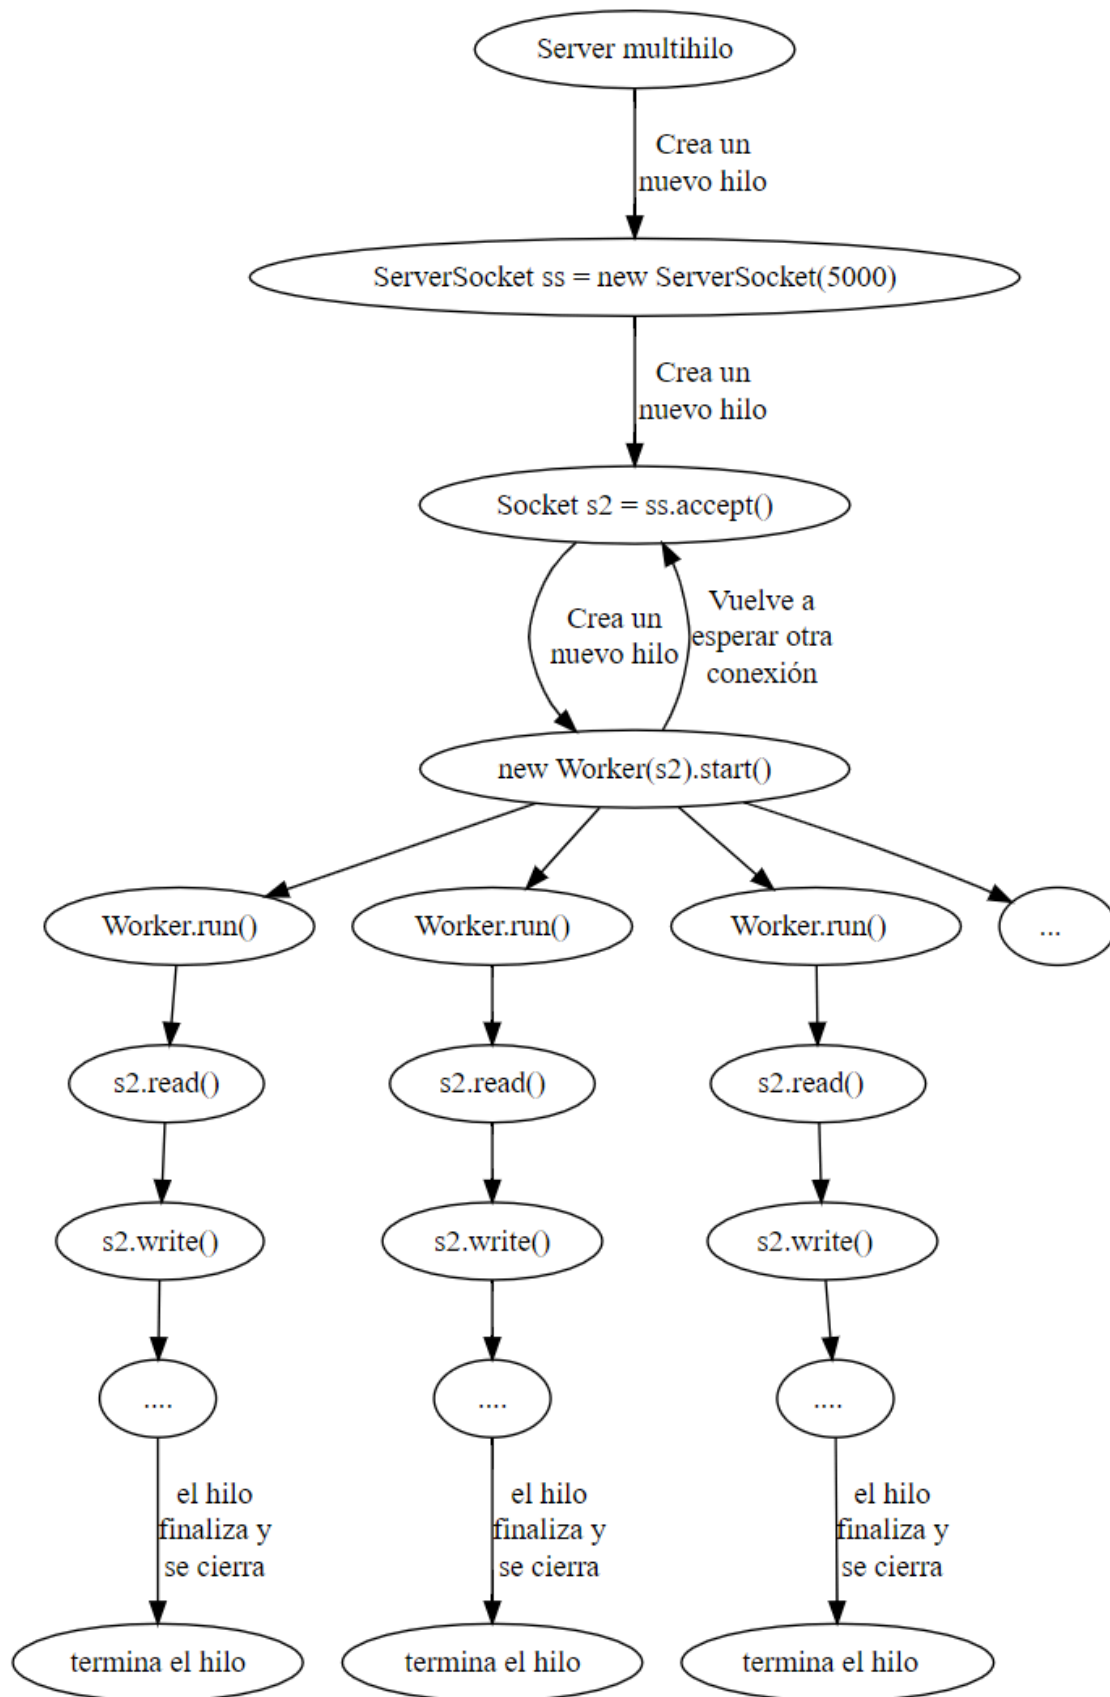 Server multihilo
Crea un
nuevo hilo
ServerSocket ss = new ServerSocket(5000)
Crea un
nuevo hilo
Socket s2 = ss.accept()
Crea un
nuevo hilo
Vuelve a
esperar otra
conexión
new Worker(s2).start()
Worker.run()
Worker.run()
Worker.run()
...
s2.read()
s2.read()
s2.read()
s2.write()
s2.write()
s2.write()
....
....
....
el hilo
finaliza y
se cierra
el hilo
finaliza y
se cierra
el hilo
finaliza y
se cierra
termina el hilo
termina el hilo
termina el hilo